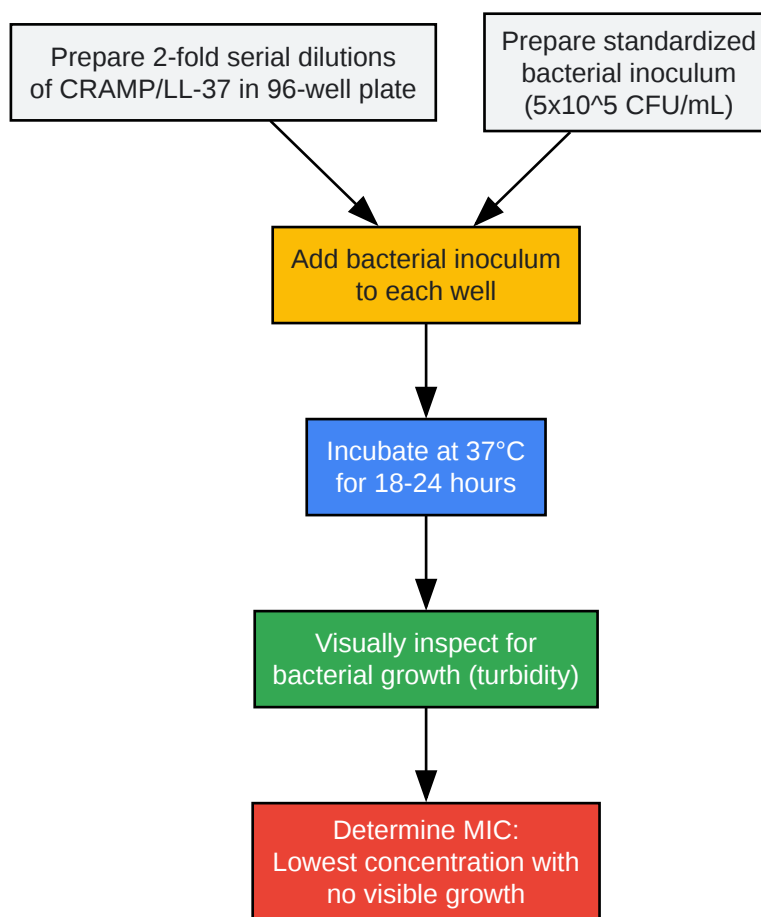 Prepare 2-fold serial dilutions
of CRAMP/LL-37 in 96-well plate
Prepare standardized
bacterial inoculum
(5x10^5 CFU/mL)
Add bacterial inoculum
to each well
Incubate at 37°C
for 18-24 hours
Visually inspect for
bacterial growth (turbidity)
Determine MIC:
Lowest concentration with
no visible growth